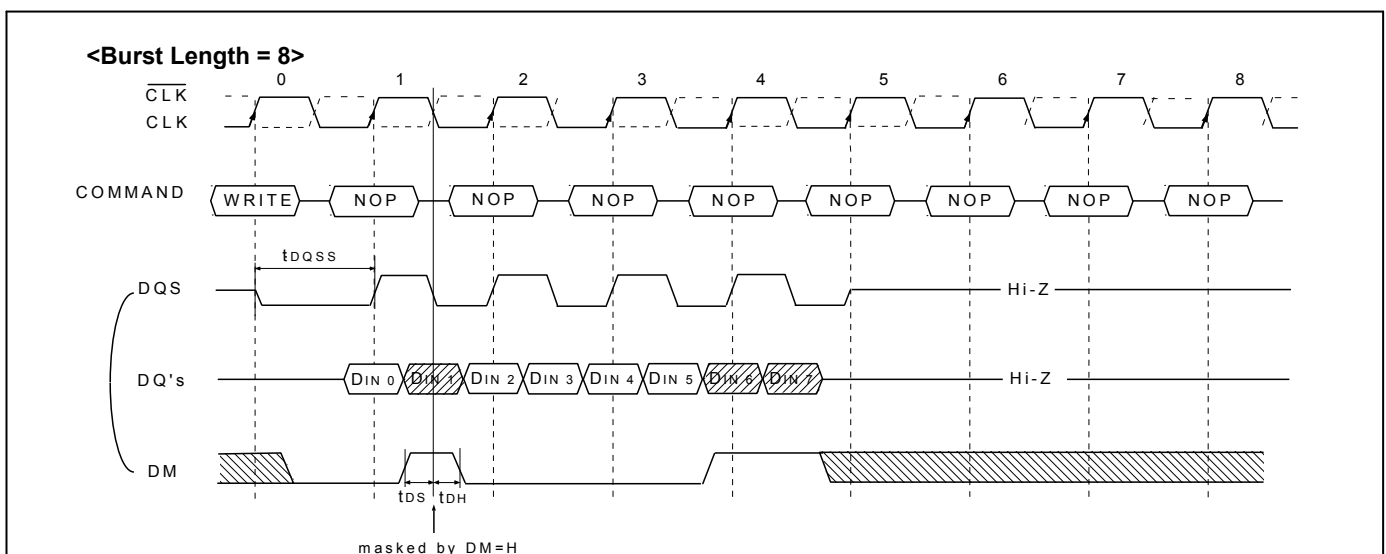 <Burst Length = 8>
0 1 2 3 4 5 6 7 8
CLK
CLK
COMMAND WRITE NOP NOP NOP NOP NOP NOP NOP NOP
tDQSS
DQS Hi-Z
DQ's DIN 0 DIN 1 DIN 2 DIN 3 DIN 4 DIN 5 DIN 6 DIN 7 Hi-Z
DM
tDS tDH
masked by DM=H